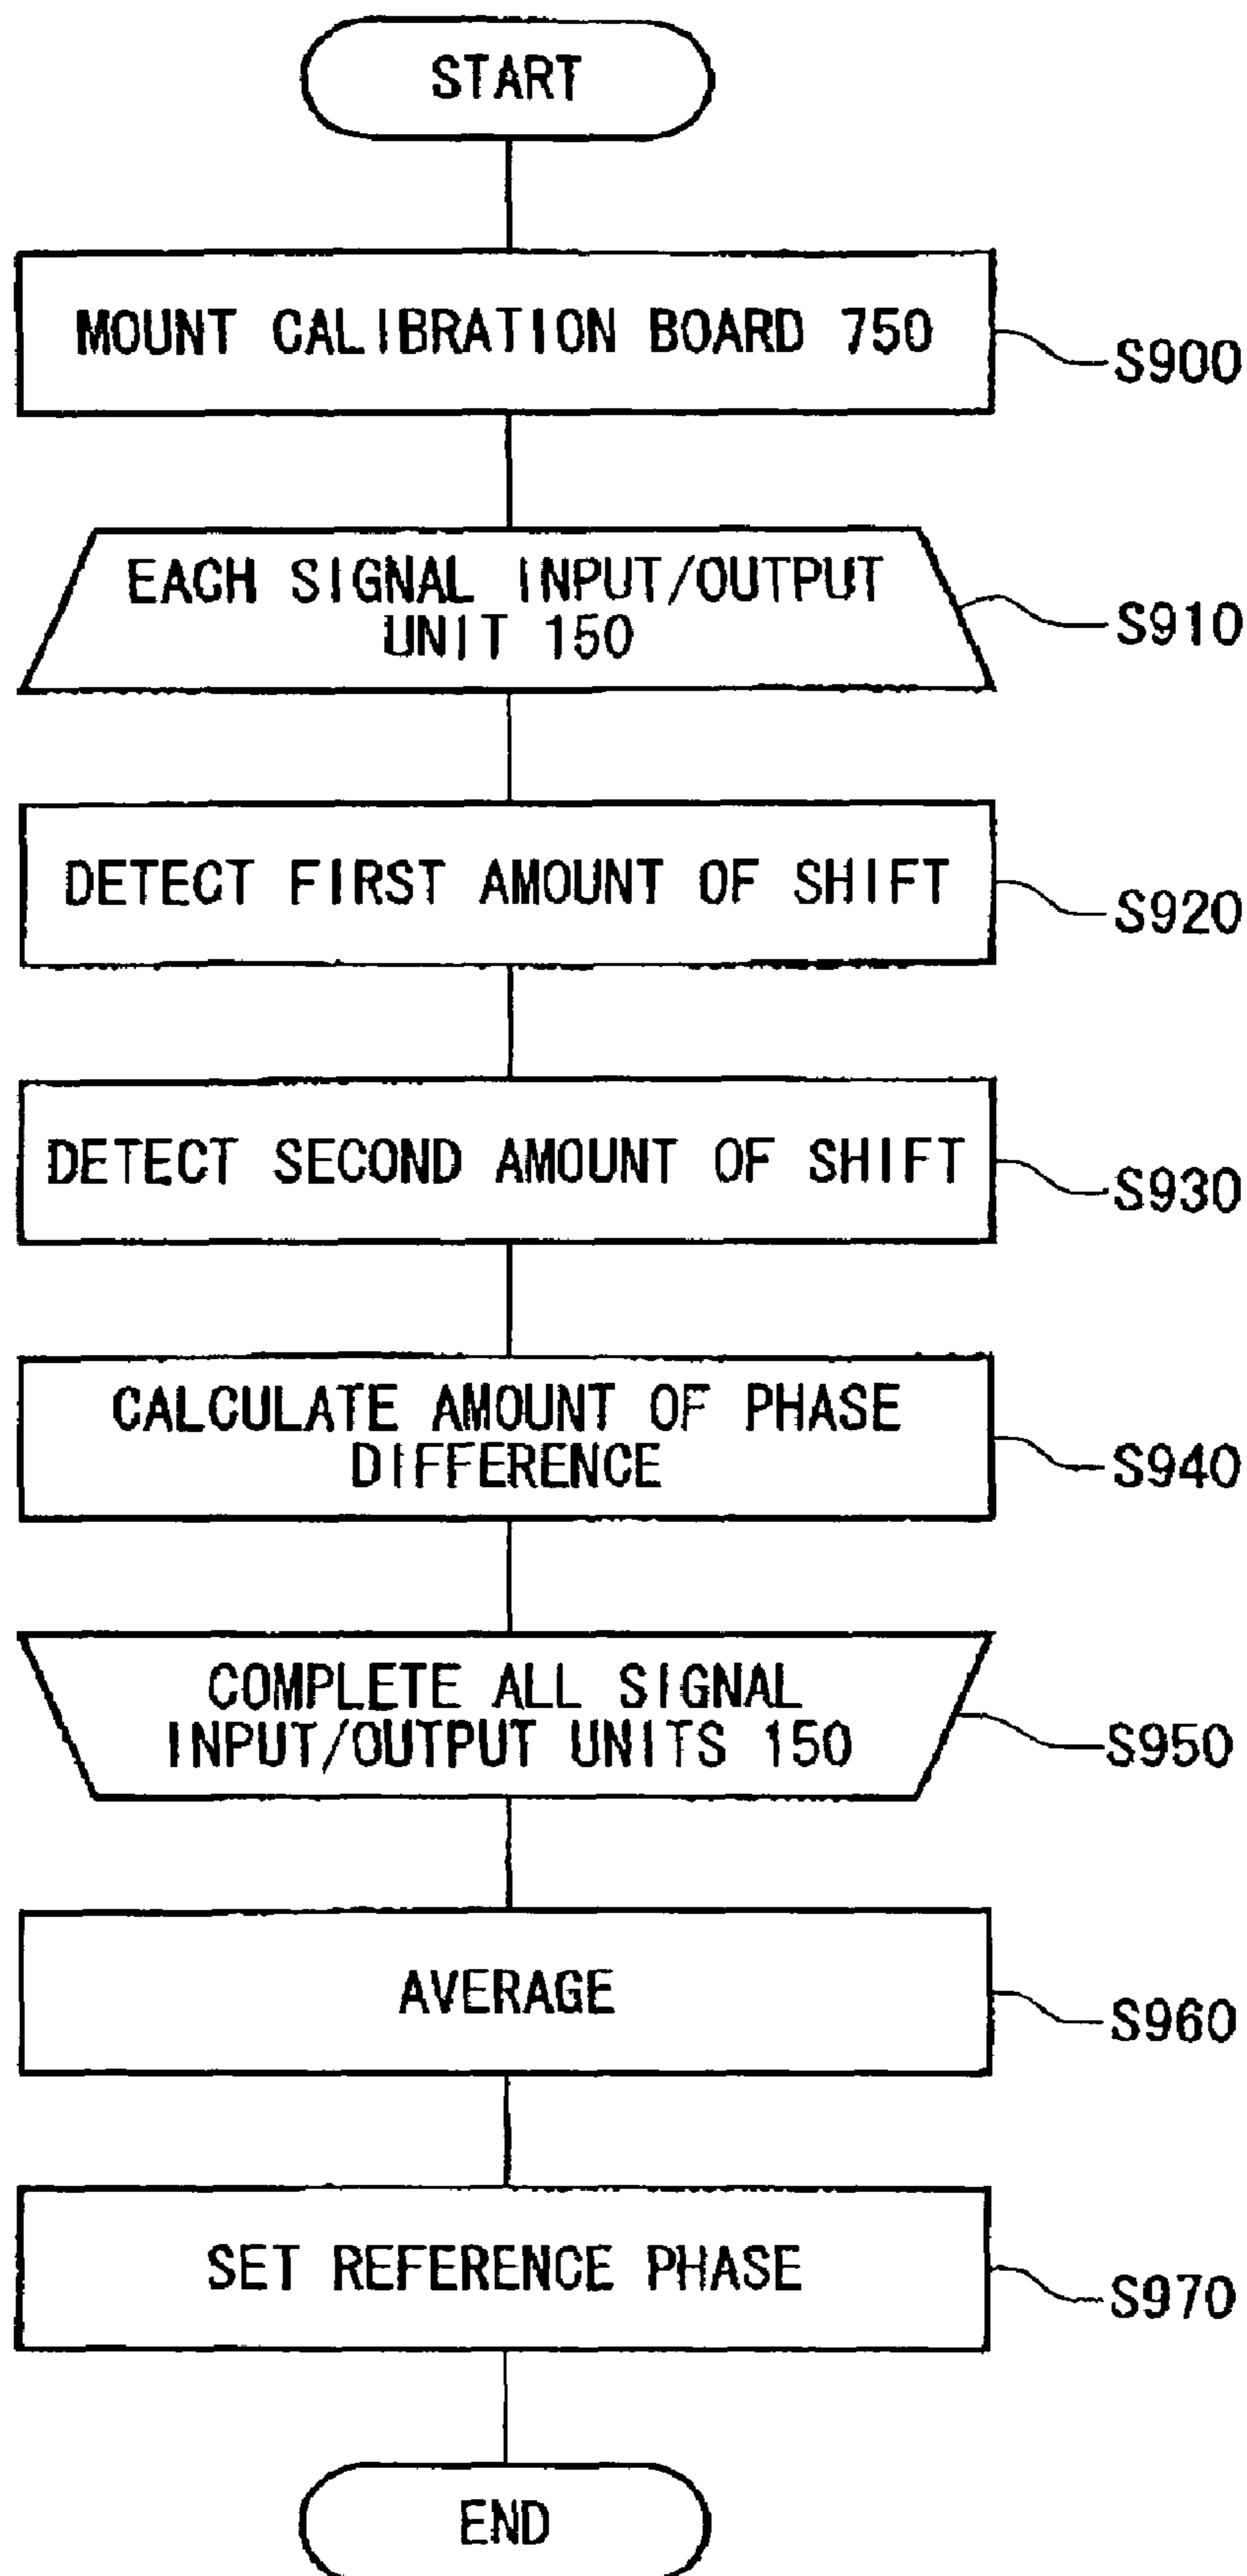 START
MOUNT CALIBRATION BOARD 750
S900
EACH SIGNAL INPUT/OUTPUT
UNIT 150
S910
DETECT FIRST AMOUNT OF SHIFT
S920
DETECT SECOND AMOUNT OF SHIFT
S930
CALCULATE AMOUNT OF PHASE
DIFFERENCE
S940
COMPLETE ALL SIGNAL
INPUT/OUTPUT UNITS 150
S950
AVERAGE
S960
SET REFERENCE PHASE
S970
END